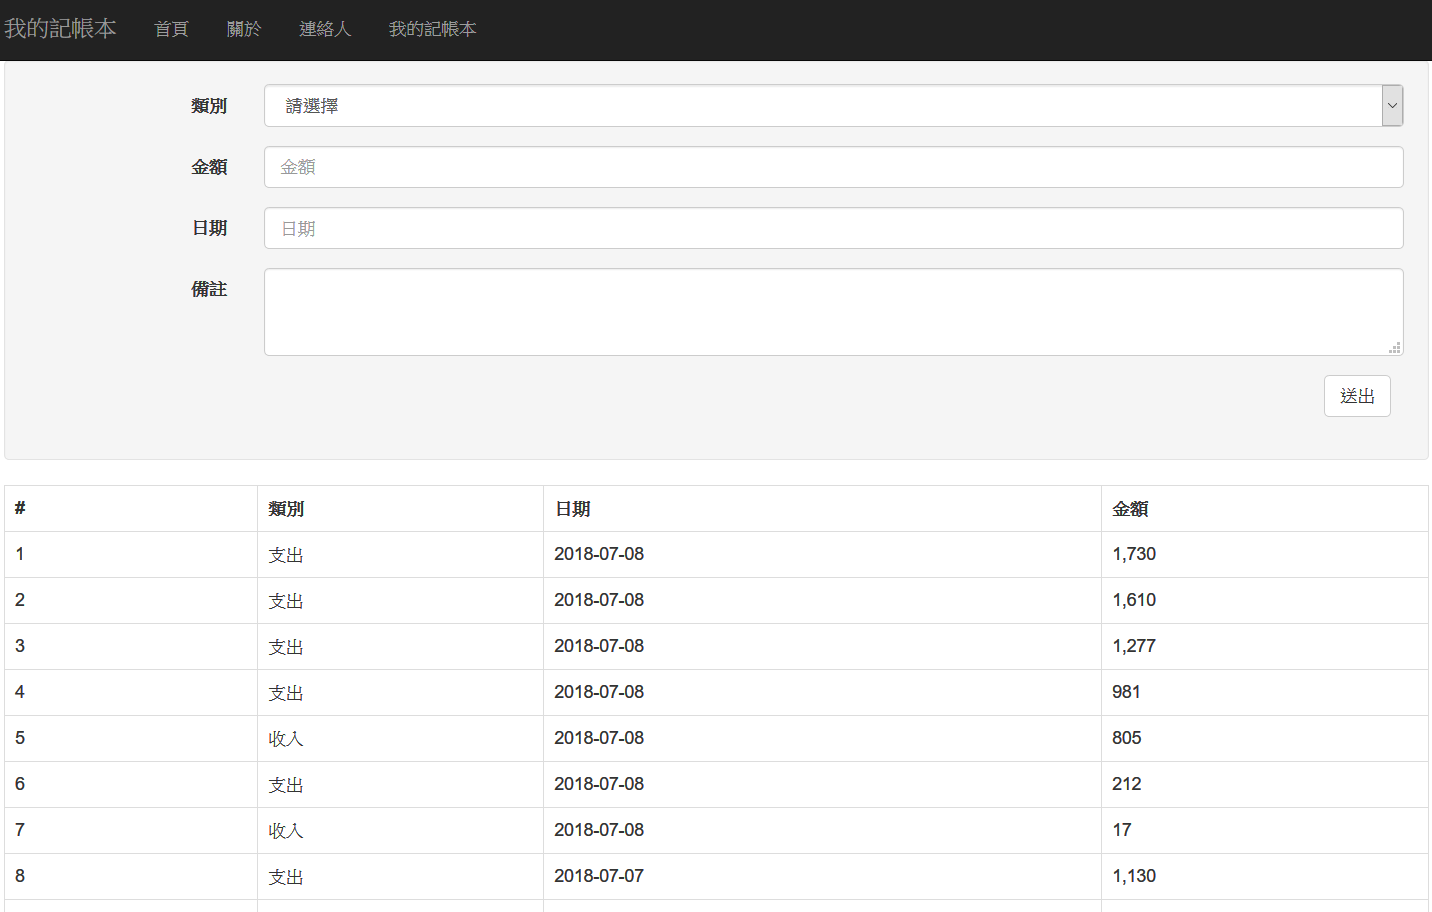 我的記帳本 首頁 關於 連絡人 我的記帳本
類別 請選擇
金額 金額
日期 日期
備註
送出
# 類別 日期 金額
1 支出 2018-07-08 1,730
2 支出 2018-07-08 1,610
3 支出 2018-07-08 1,277
4 支出 2018-07-08 981
5 收入 2018-07-08 805
6 支出 2018-07-08 212
7 收入 2018-07-08 17
8 支出 2018-07-07 1,130